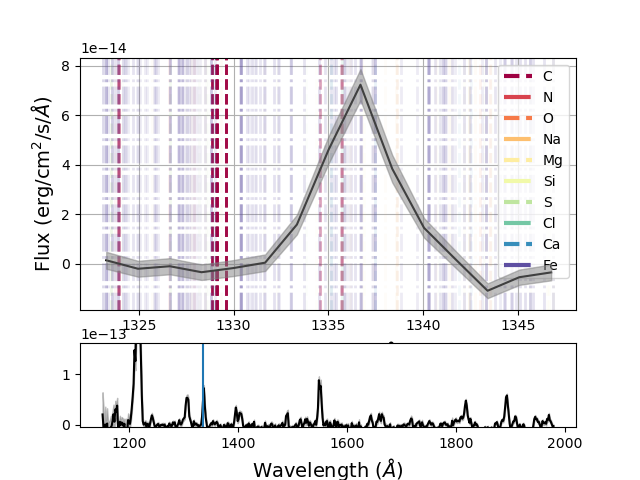 1e−14
8
6
4
2
0
Flux (erg/cm²/s/Å)
C
N
O
Na
Mg
Si
S
Cl
Ca
Fe
1325 1330 1335 1340 1345
1e−13
1
0
1200 1400 1600 1800 2000
Wavelength (Å)